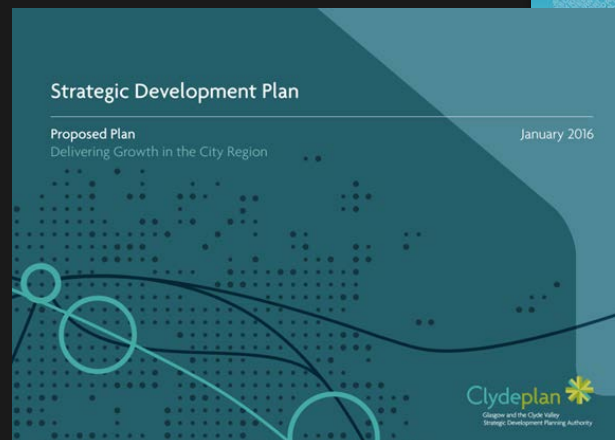 Strategic Development Plan
Proposed Plan
January 2016
Delivering Growth in the City Region
Clydeplan
Glasgow and the Clyde Valley
Strategic Development Planning Authority